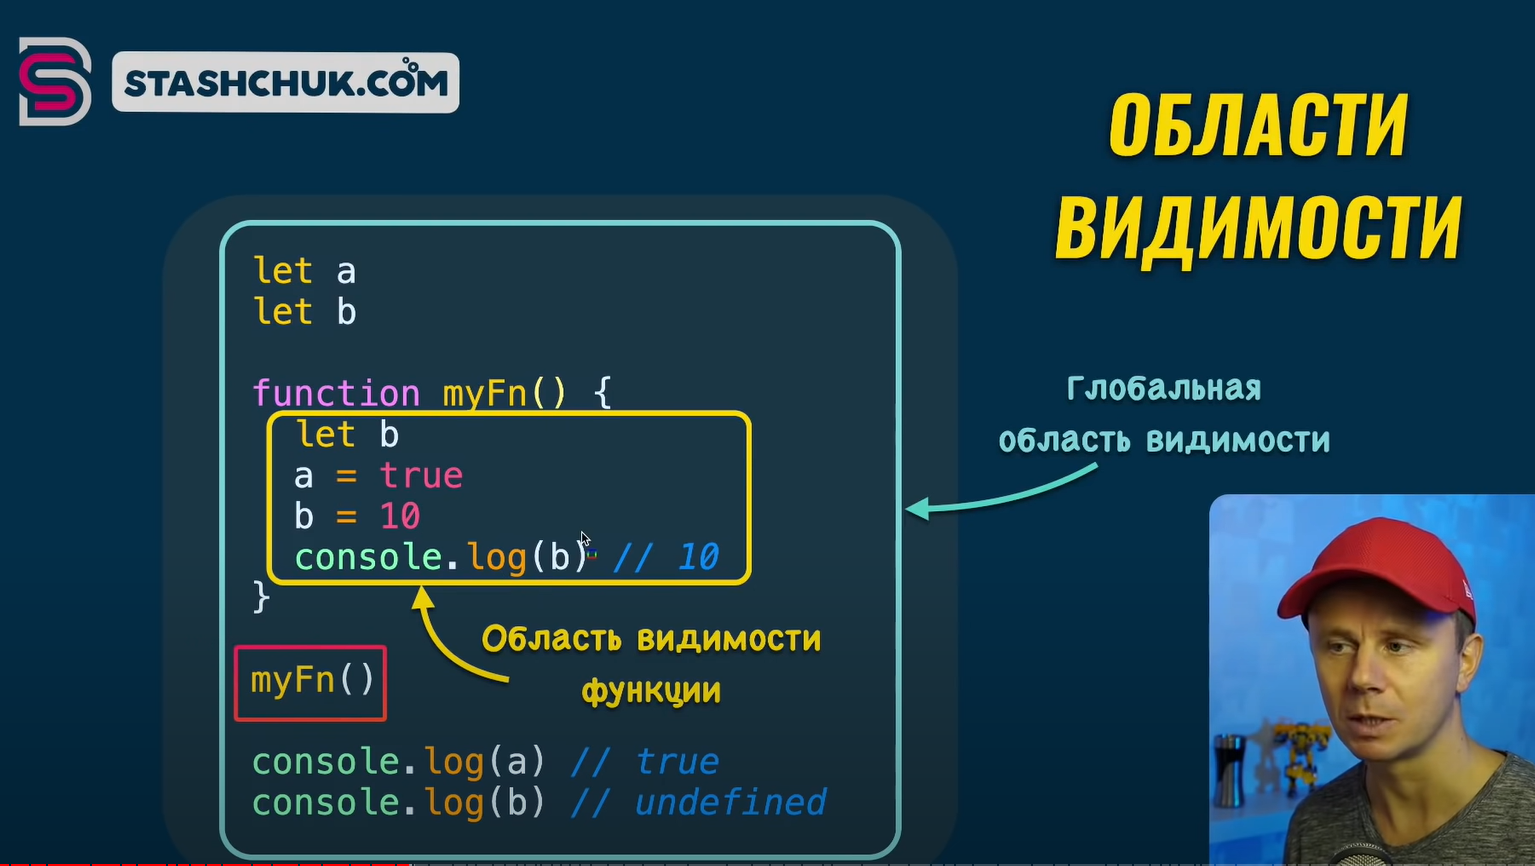 STASHCHUK.COM
ОБЛАСТИ
ВИДИМОСТИ
let a
let b
function myFn() {
let b
a = true
b = 10
console.log(b) // 10
}
myFn()
console.log(a) // true
console.log(b) // undefined
Глобальная
область видимости
Область видимости
функции